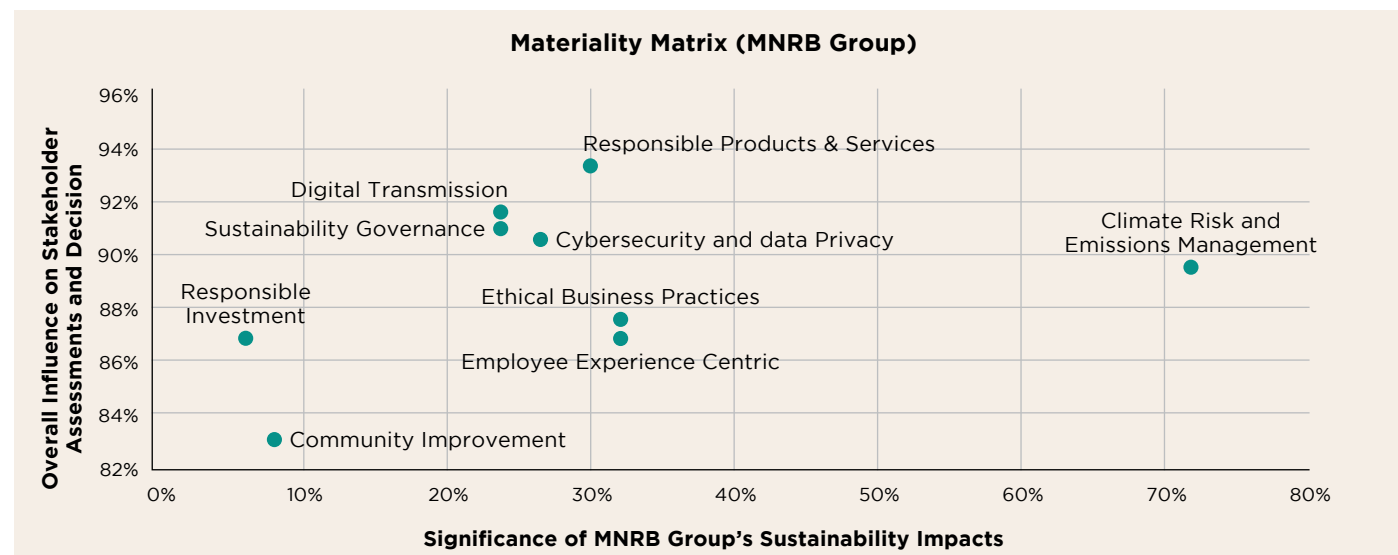 Materiality Matrix (MNRB Group)
Overall Influence on Stakeholder
Assessments and Decision
96%
94%
92%
90%
88%
86%
84%
82%
Responsible Products & Services
Digital Transmission
Sustainability Governance
Cybersecurity and data Privacy
Climate Risk and
Emissions Management
Responsible
Investment
Ethical Business Practices
Employee Experience Centric
Community Improvement
0% 10% 20% 30% 40% 50% 60% 70% 80%
Significance of MNRB Group's Sustainability Impacts